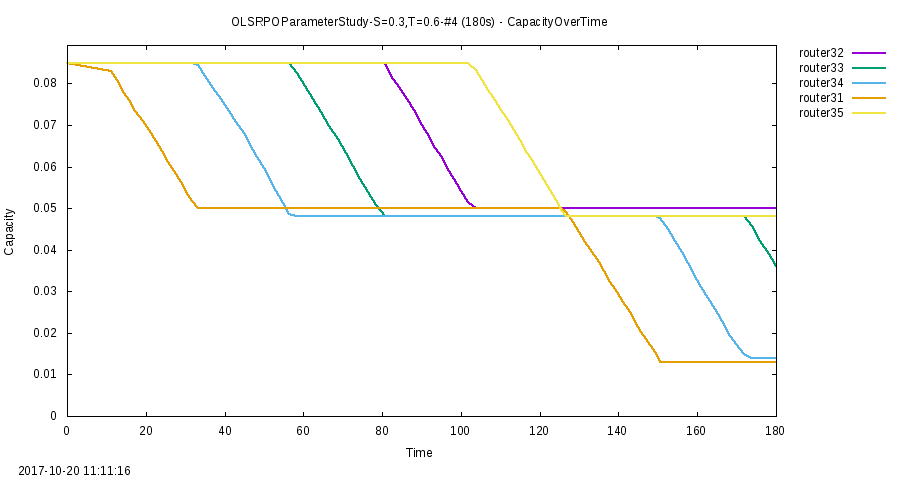 OLSRPOParameterStudy-S=0.3,T=0.6-#4 (180s) - CapacityOverTime
router32
router33
router34
router31
router35
0.08
0.07
0.06
0.05
0.04
0.03
0.02
0.01
0
Capacity
0 20 40 60 80 100 120 140 160 180
Time
2017-10-20 11:11:16